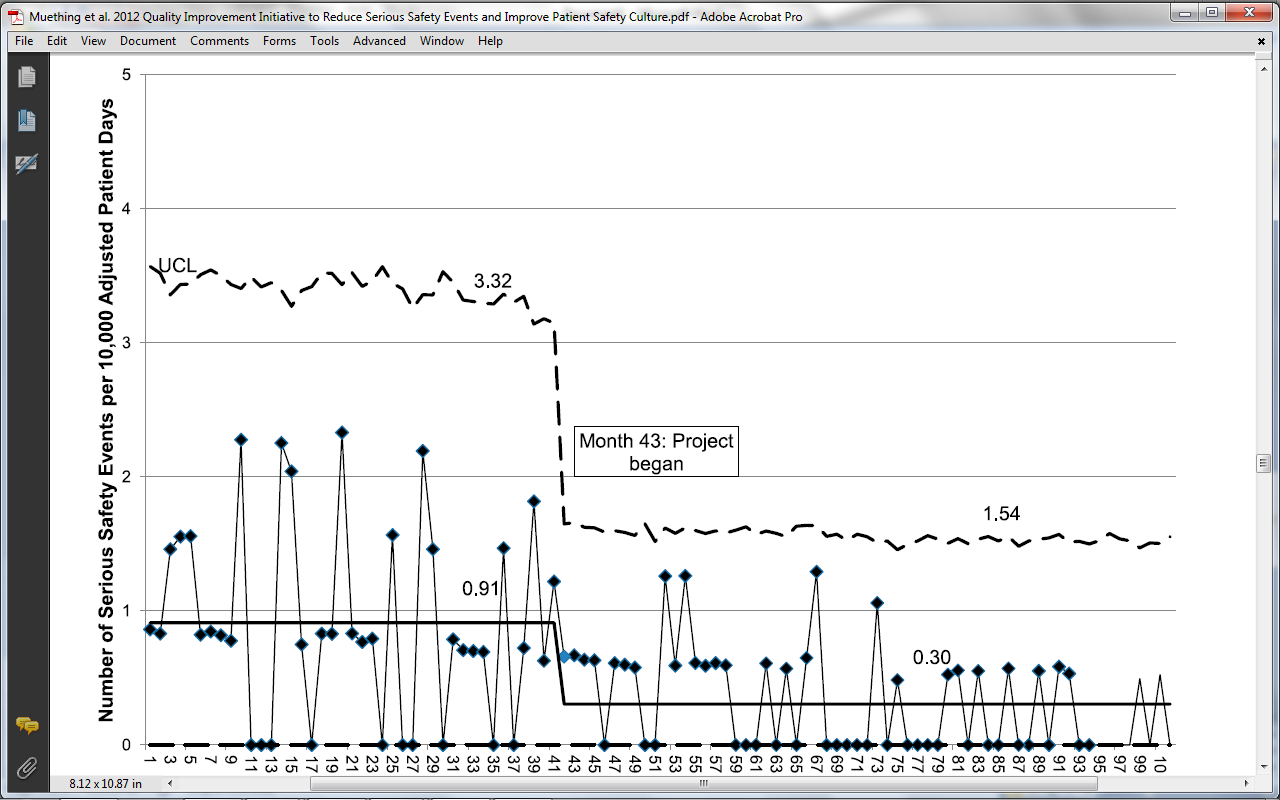 Muething et al. 2012 Quality Improvement Initiative to Reduce Serious Safety Events and Improve Patient Safety Culture.pdf - Adobe Acrobat Pro
File Edit View Document Comments Forms Tools Advanced Window Help
Number of Serious Safety Events per 10,000 Adjusted Patient Days
5
4
3
2
1
0
UCL
3.32
Month 43: Project
began
1.54
0.91
0.30
1 3 5 7 9 11 13 15 17 19 21 23 25 27 29 31 33 35 37 39 41 43 45 47 49 51 53 55 57 59 61 63 65 67 69 71 73 75 77 79 81 83 85 87 89 91 93 95 97 99 10
8.12 x 10.87 in